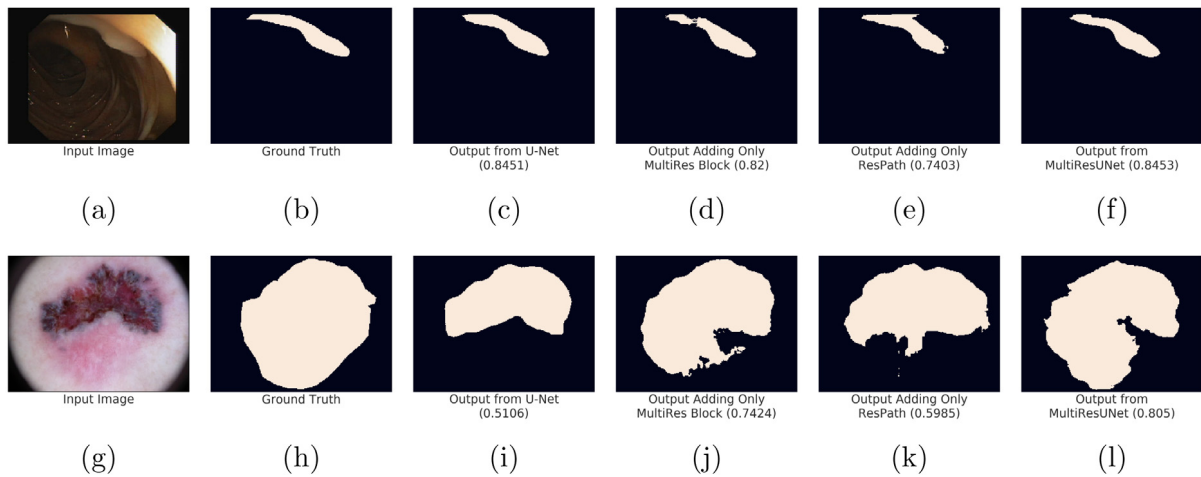 Input Image
Ground Truth
Output from U-Net
(0.8451)
Output Adding Only
MultiRes Block (0.82)
Output Adding Only
ResPath (0.7403)
Output from
MultiResUNet (0.8453)
(a)
(b)
(c)
(d)
(e)
(f)
Input Image
Ground Truth
Output from U-Net
(0.5106)
Output Adding Only
MultiRes Block (0.7424)
Output Adding Only
ResPath (0.5985)
Output from
MultiResUNet (0.805)
(g)
(h)
(i)
(j)
(k)
(l)